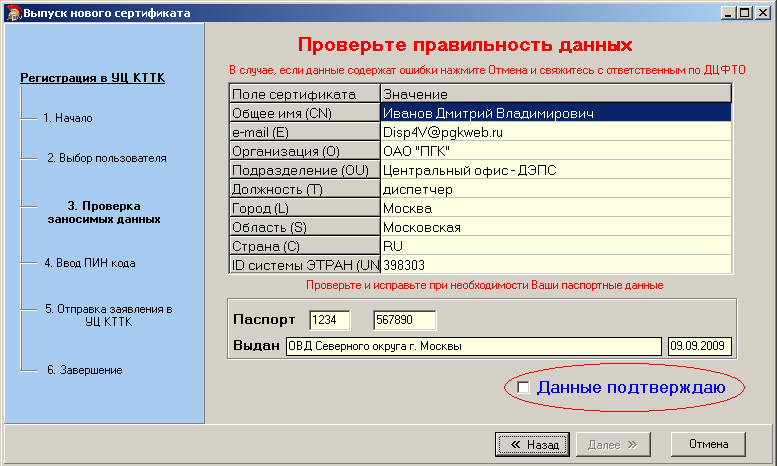 Выпуск нового сертификата
Проверьте правильность данных
В случае, если данные содержат ошибки нажмите Отмена и свяжитесь с ответственным по ДЦФТО
Регистрация в УЦ КТТК
1. Начало
2. Выбор пользователя
3. Проверка
заносимых данных
4. Ввод ПИН кода
5. Отправка заявления в
УЦ КТТК
6. Завершение
Поле сертификата Значение
Общее имя (CN) Иванов Дмитрий Владимирович
e-mail (E) Disp4V@pgkweb.ru
Организация (O) ОАО "ПГК"
Подразделение (OU) Центральный офис - ДЭПС
Должность (T) диспетчер
Город (L) Москва
Область (S) Московская
Страна (C) RU
ID системы ЭТРАН (UN 398303
Проверьте и исправьте при необходимости Ваши паспортные данные
Паспорт 1234 567890
Выдан ОВД Северного округа г. Москвы 09.09.2009
Данные подтверждаю
« Назад Далее » Отмена